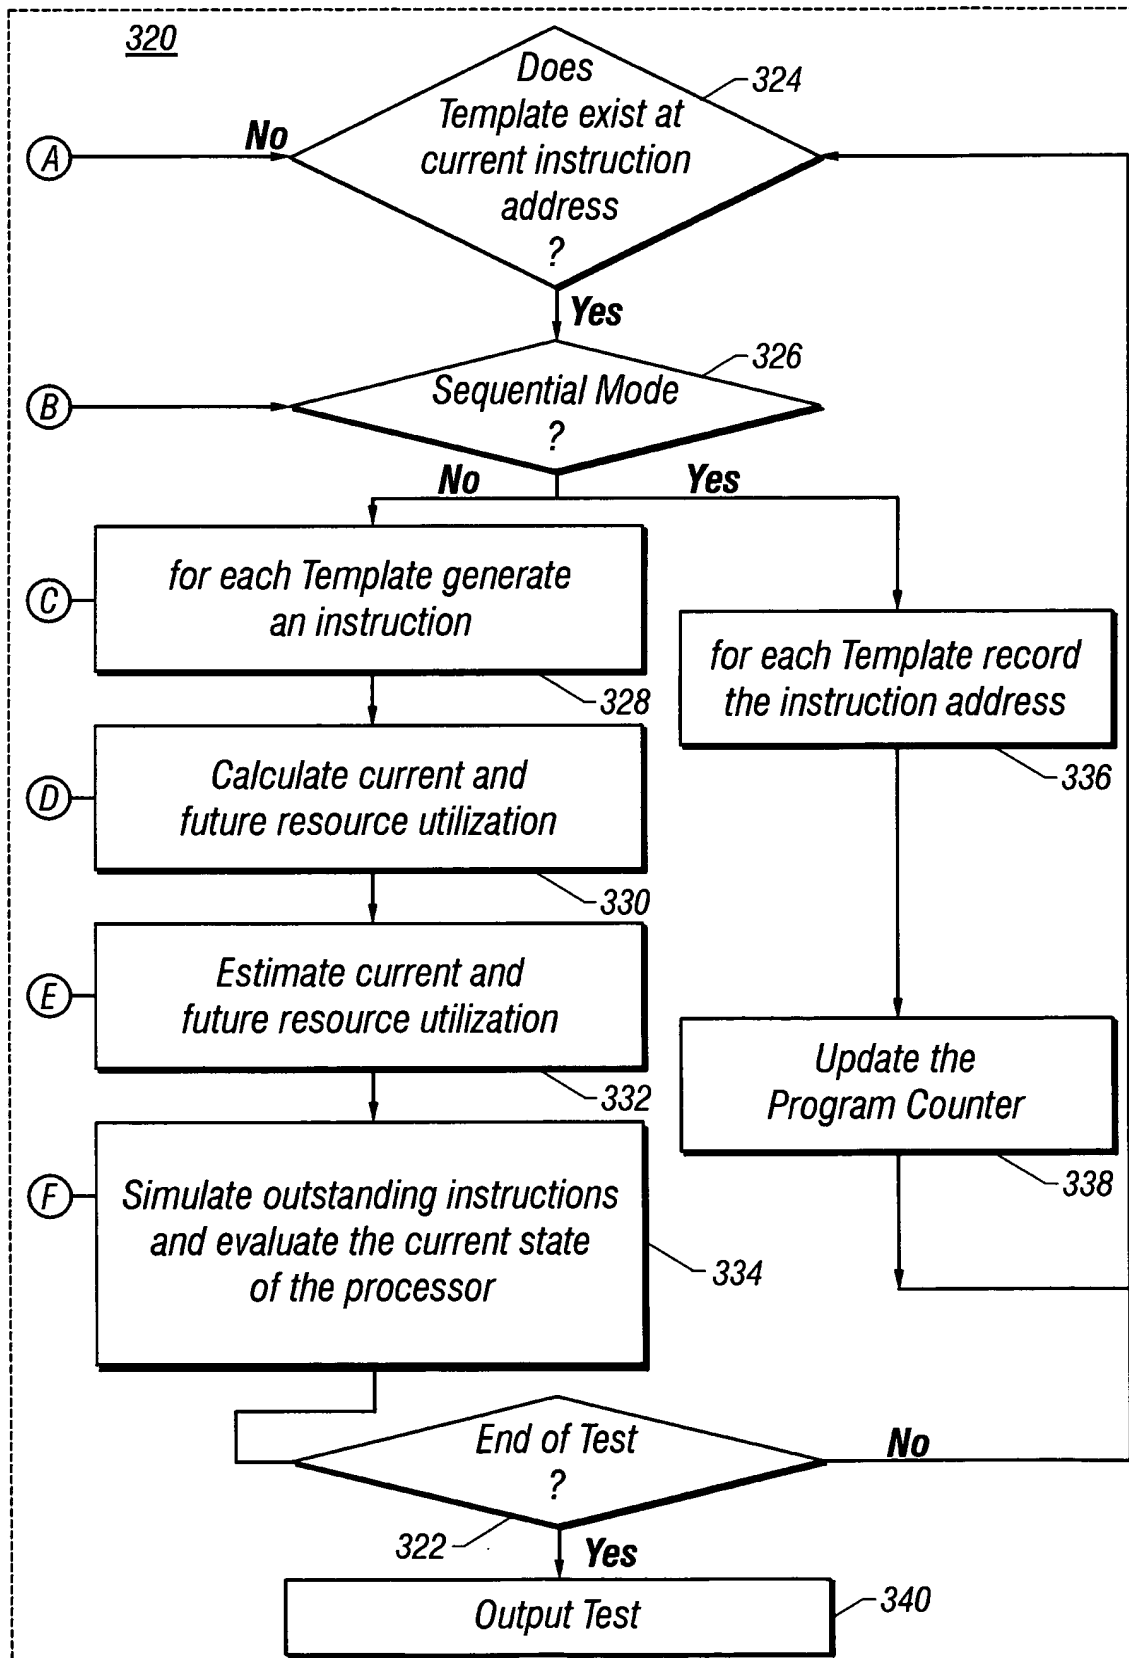 320
Does
Template exist at
current instruction
address
?
324
No
A
Yes
326
Sequential Mode
?
B
No
Yes
for each Template generate
an instruction
C
328
for each Template record
the instruction address
336
Calculate current and
future resource utilization
D
330
Estimate current and
future resource utilization
E
332
Update the
Program Counter
338
Simulate outstanding instructions
and evaluate the current state
of the processor
F
334
End of Test
?
No
322
Yes
Output Test
340